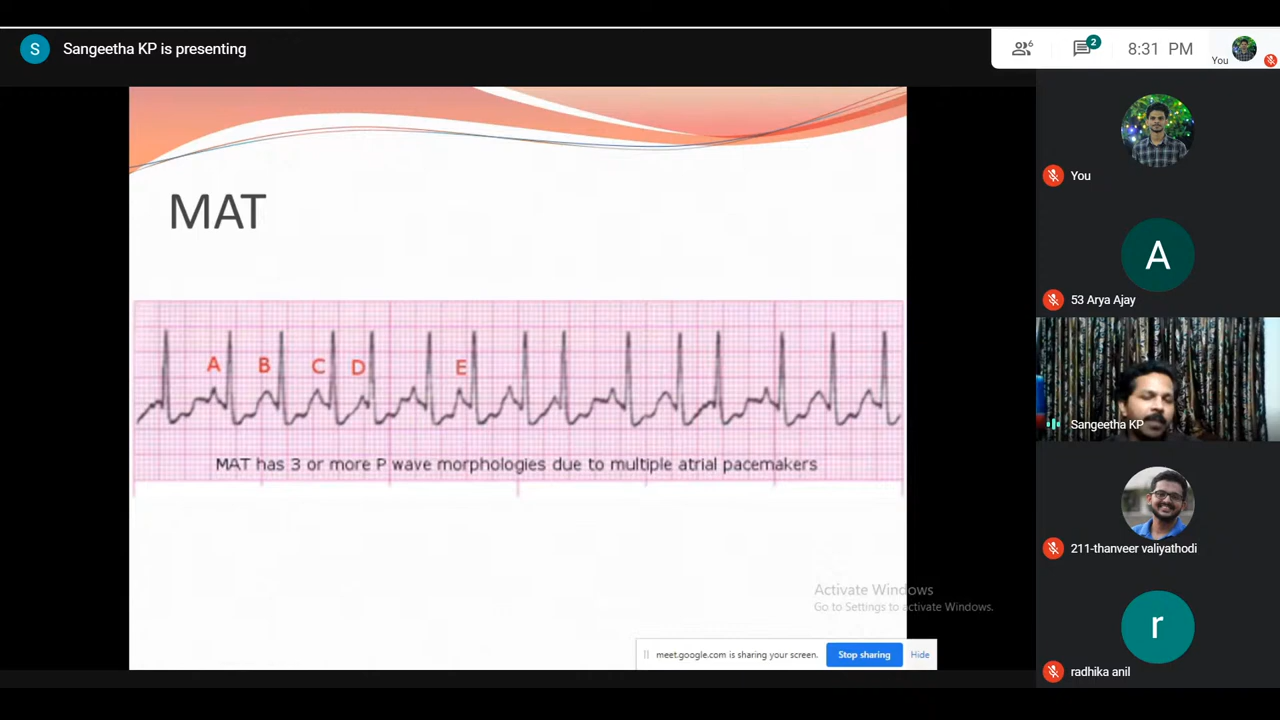 S
Sangeetha KP is presenting
6
2
8:31 PM
You
You
A
53 Arya Ajay
Sangeetha KP
211-thanveer valiyathodi
r
radhika anil
MAT
A B C D E
MAT has 3 or more P wave morphologies due to multiple atrial pacemakers
Activate Windows
Go to Settings to activate Windows.
meet.google.com is sharing your screen.
Stop sharing
Hide